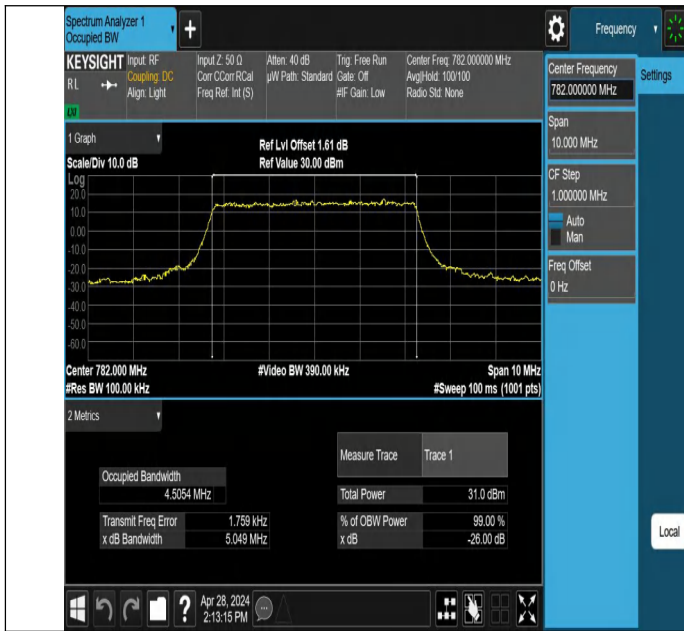 Spectrum Analyzer 1
Occupied BW
+
Frequency
KEYSIGHT
RL
LXI
Input: RF
Coupling: DC
Align: Light
Input Z: 50 Ω
Corr CCorr RCal
Freq Ref: Int (S)
Atten: 40 dB
µW Path: Standard
Trig: Free Run
Gate: Off
#IF Gain: Low
Center Freq: 782.000000 MHz
Avg|Hold: 100/100
Radio Std: None
Center Frequency
782.000000 MHz
Settings
Span
10.000 MHz
CF Step
1.000000 MHz
Auto
Man
Freq Offset
0 Hz
Local
1 Graph
Scale/Div 10.0 dB
Ref Lvl Offset 1.61 dB
Ref Value 30.00 dBm
Log
20.0
10.0
0.00
-10.0
-20.0
-30.0
-40.0
-50.0
-60.0
Center 782.000 MHz
#Video BW 390.00 kHz
Span 10 MHz
#Res BW 100.00 kHz
#Sweep 100 ms (1001 pts)
2 Metrics
Measure Trace Trace 1
Occupied Bandwidth
4.5054 MHz
Total Power 31.0 dBm
Transmit Freq Error 1.759 kHz
% of OBW Power 99.00 %
x dB Bandwidth 5.049 MHz
x dB -26.00 dB
?
Apr 28, 2024
2:13:15 PM